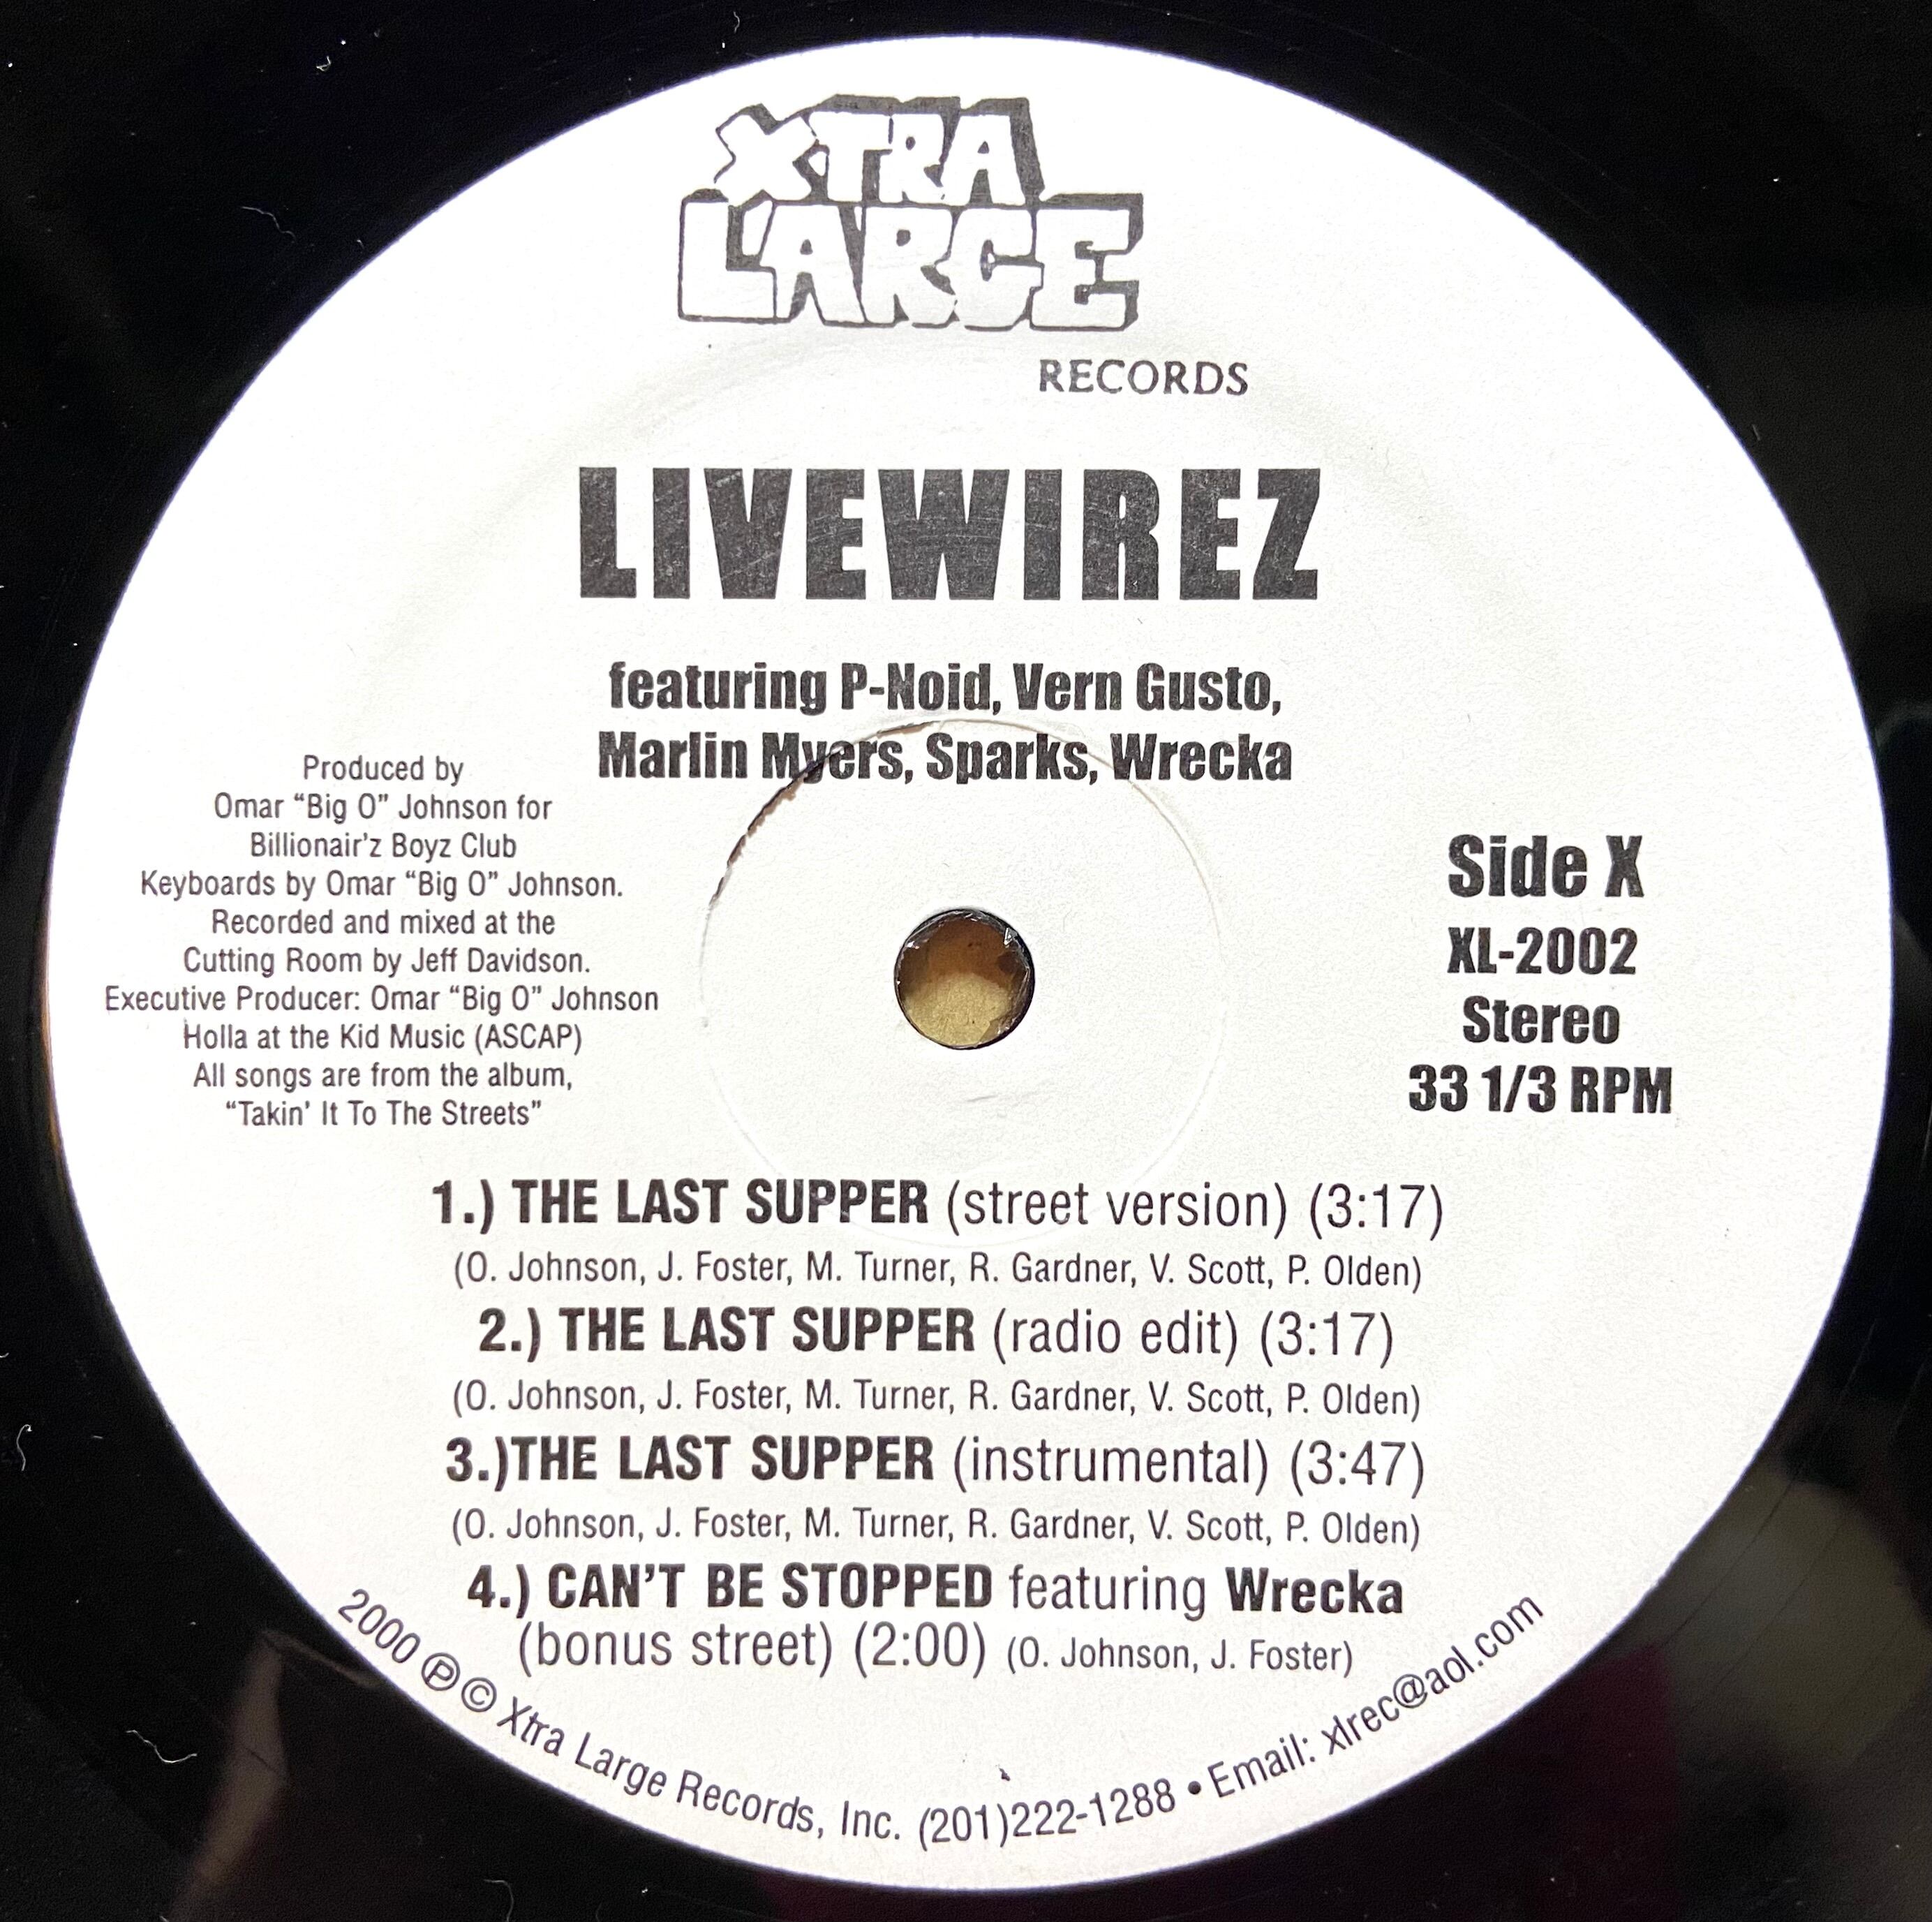 XTRA
LARGE
RECORDS
LIVEWIREZ
featuring P-Noid, Vern Gusto,
Marlin Myers, Sparks, Wrecka
Produced by
Omar “Big O” Johnson for
Billionair’z Boyz Club
Keyboards by Omar “Big O” Johnson.
Recorded and mixed at the
Cutting Room by Jeff Davidson.
Executive Producer: Omar “Big O” Johnson
Holla at the Kid Music (ASCAP)
All songs are from the album,
“Takin’ It To The Streets”
Side X
XL-2002
Stereo
33 1/3 RPM
1.) THE LAST SUPPER (street version) (3:17)
(O. Johnson, J. Foster, M. Turner, R. Gardner, V. Scott, P. Olden)
2.) THE LAST SUPPER (radio edit) (3:17)
(O. Johnson, J. Foster, M. Turner, R. Gardner, V. Scott, P. Olden)
3.)THE LAST SUPPER (instrumental) (3:47)
(O. Johnson, J. Foster, M. Turner, R. Gardner, V. Scott, P. Olden)
4.) CAN’T BE STOPPED featuring Wrecka
(bonus street) (2:00) (O. Johnson, J. Foster)
2000 ℗ © Xtra Large Records, Inc. (201)222-1288 • Email: xlrec@aol.com